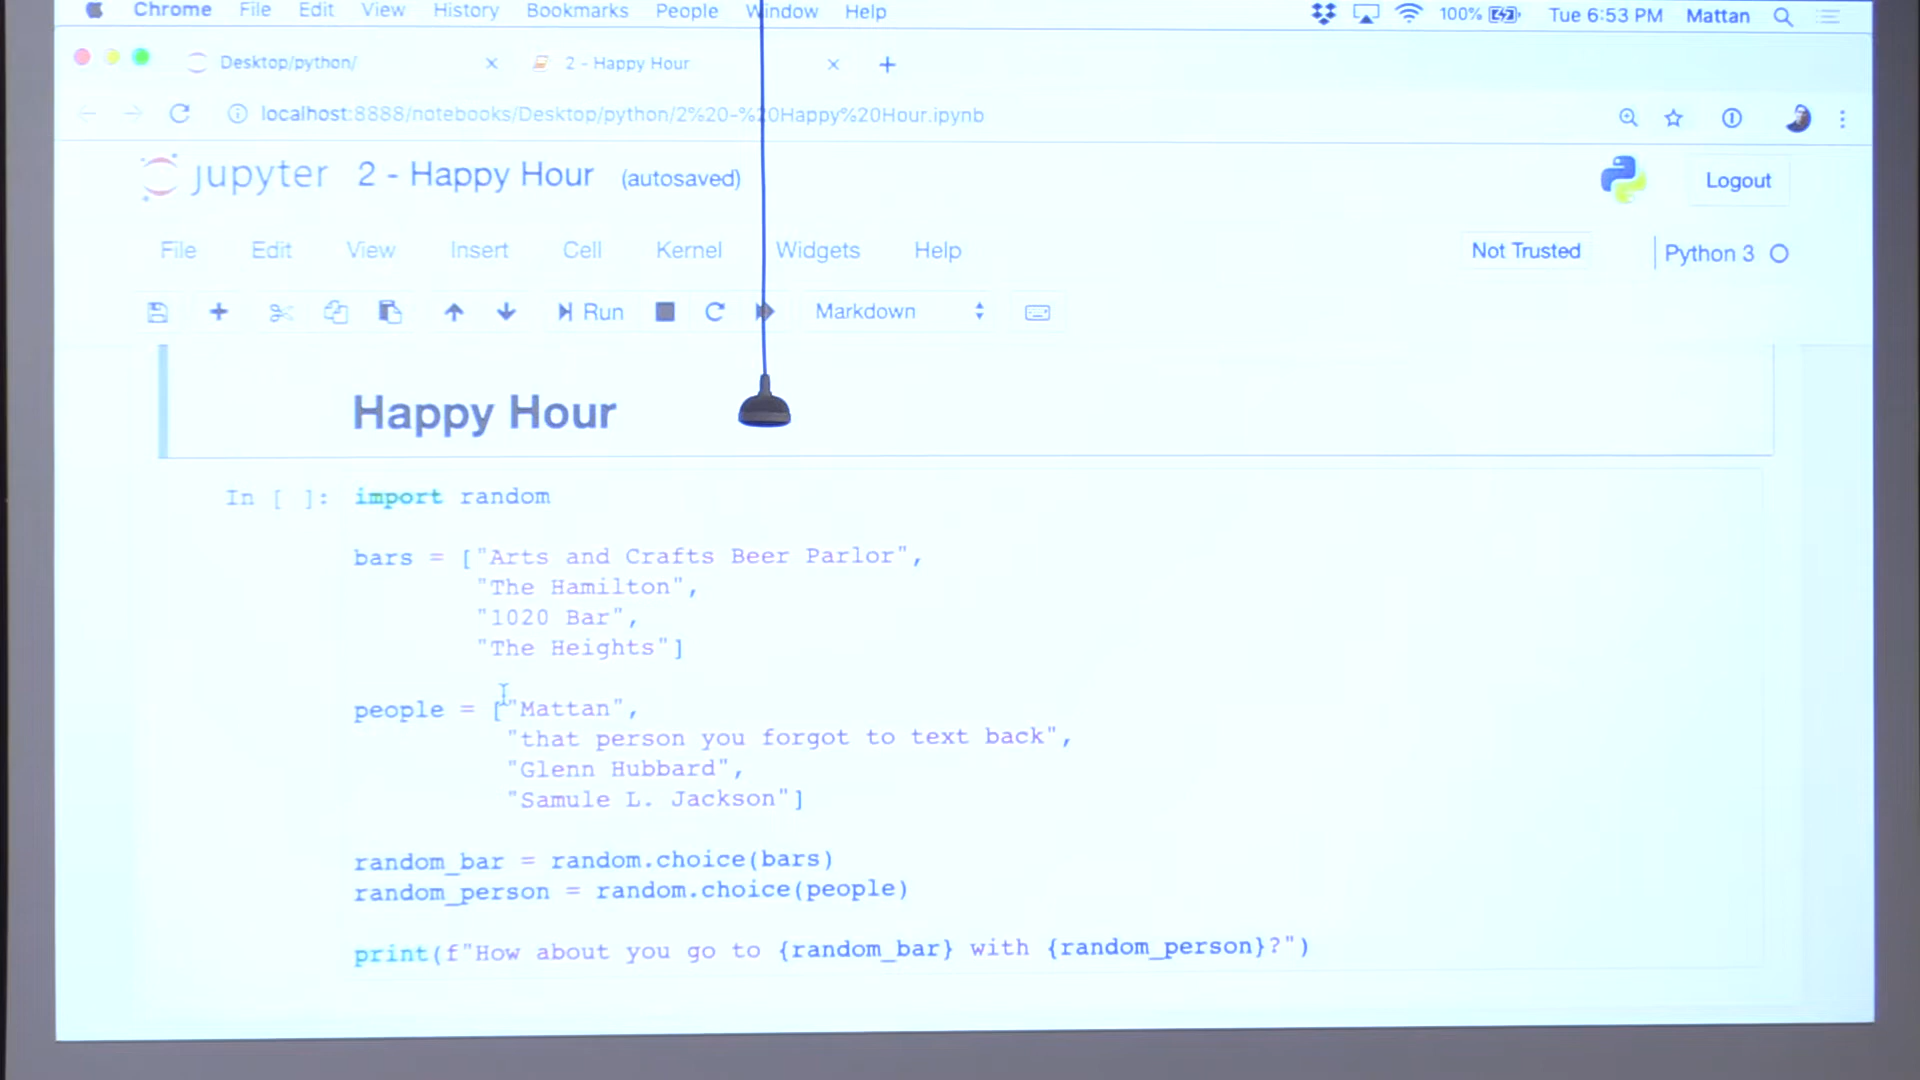 Chrome File Edit View History Bookmarks People Window Help 100% Tue 6:53 PM Mattan
Desktop/python/ 2 - Happy Hour
localhost:8888/notebooks/Desktop/python/2%20-%20Happy%20Hour.ipynb
jupyter 2 - Happy Hour (autosaved) Logout
File Edit View Insert Cell Kernel Widgets Help Not Trusted Python 3
Run Markdown
Happy Hour
In [ ]: import random
bars = ["Arts and Crafts Beer Parlor",
"The Hamilton",
"1020 Bar",
"The Heights"]
people = ["Mattan",
"that person you forgot to text back",
"Glenn Hubbard",
"Samule L. Jackson"]
random_bar = random.choice(bars)
random_person = random.choice(people)
print(f"How about you go to {random_bar} with {random_person}?")